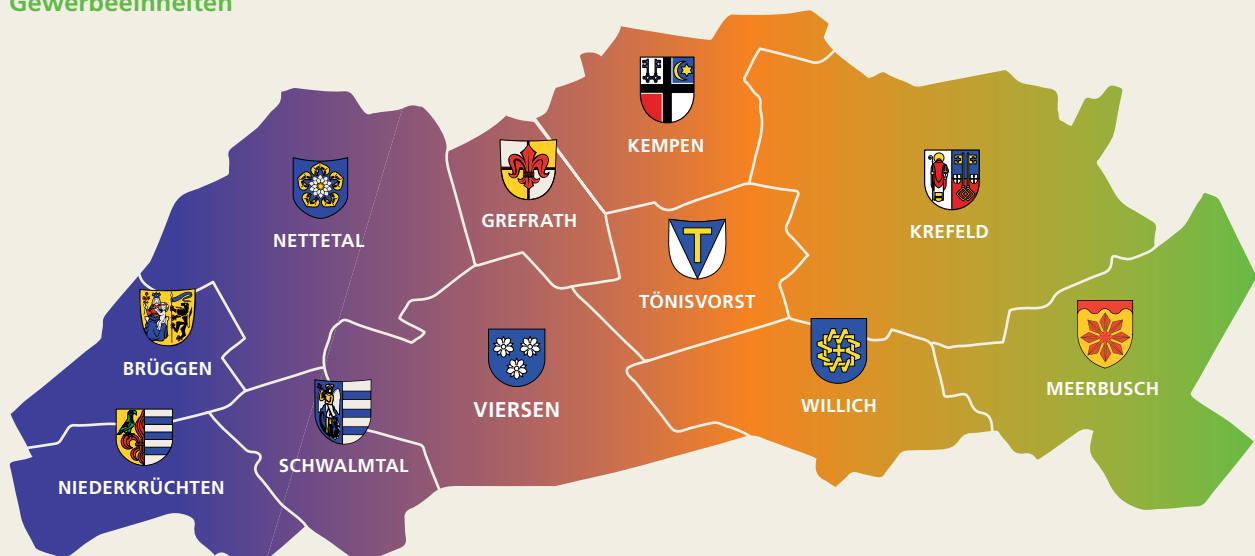 Gewerbeeinheiten
KEMPEN
GREFRATH
KREFELD
NETTETAL
TÖNISVORST
BRÜGGEN
MEERBUSCH
VIERSEN
WILLICH
SCHWALMTAL
NIEDERKRÜCHTEN